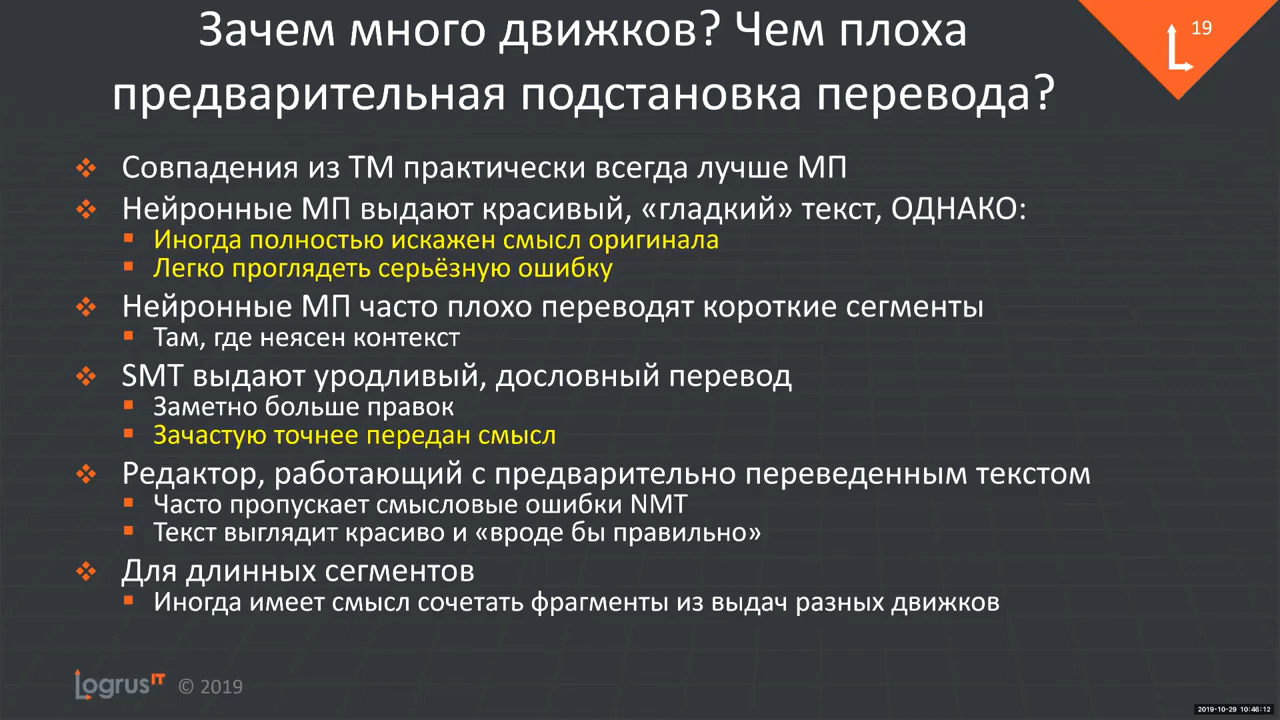 Зачем много движков? Чем плоха
предварительная подстановка перевода?
19
Совпадения из ТМ практически всегда лучше МП
Нейронные МП выдают красивый, «гладкий» текст, ОДНАКО:
Иногда полностью искажен смысл оригинала
Легко проглядеть серьёзную ошибку
Нейронные МП часто плохо переводят короткие сегменты
Там, где неясен контекст
SMT выдают уродливый, дословный перевод
Заметно больше правок
Зачастую точнее передан смысл
Редактор, работающий с предварительно переведенным текстом
Часто пропускает смысловые ошибки NMT
Текст выглядит красиво и «вроде бы правильно»
Для длинных сегментов
Иногда имеет смысл сочетать фрагменты из выдач разных движков
Logrus IT © 2019
2019-10-29 10:46:12